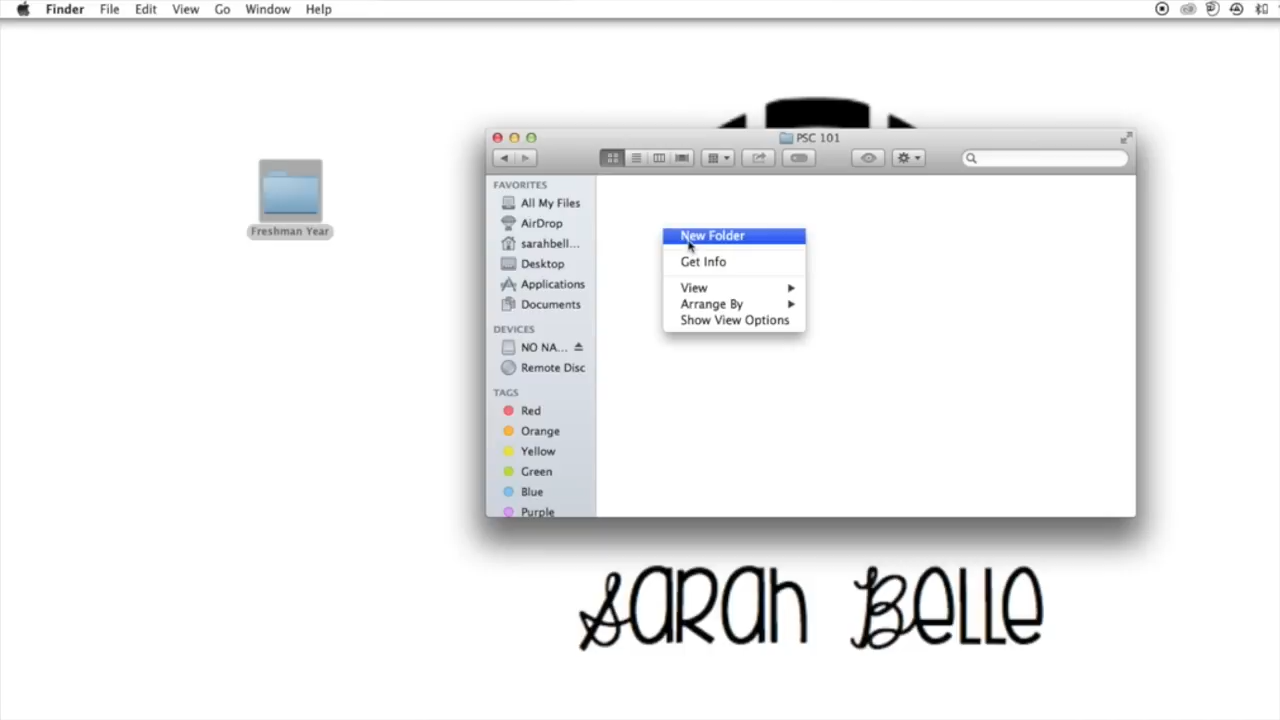 Finder File Edit View Go Window Help
PSC 101
Freshman Year
FAVORITES
All My Files
AirDrop
sarahbell...
Desktop
Applications
Documents
DEVICES
NO NA...
Remote Disc
TAGS
Red
Orange
Yellow
Green
Blue
Purple
New Folder
Get Info
View
Arrange By
Show View Options
Sarah Belle